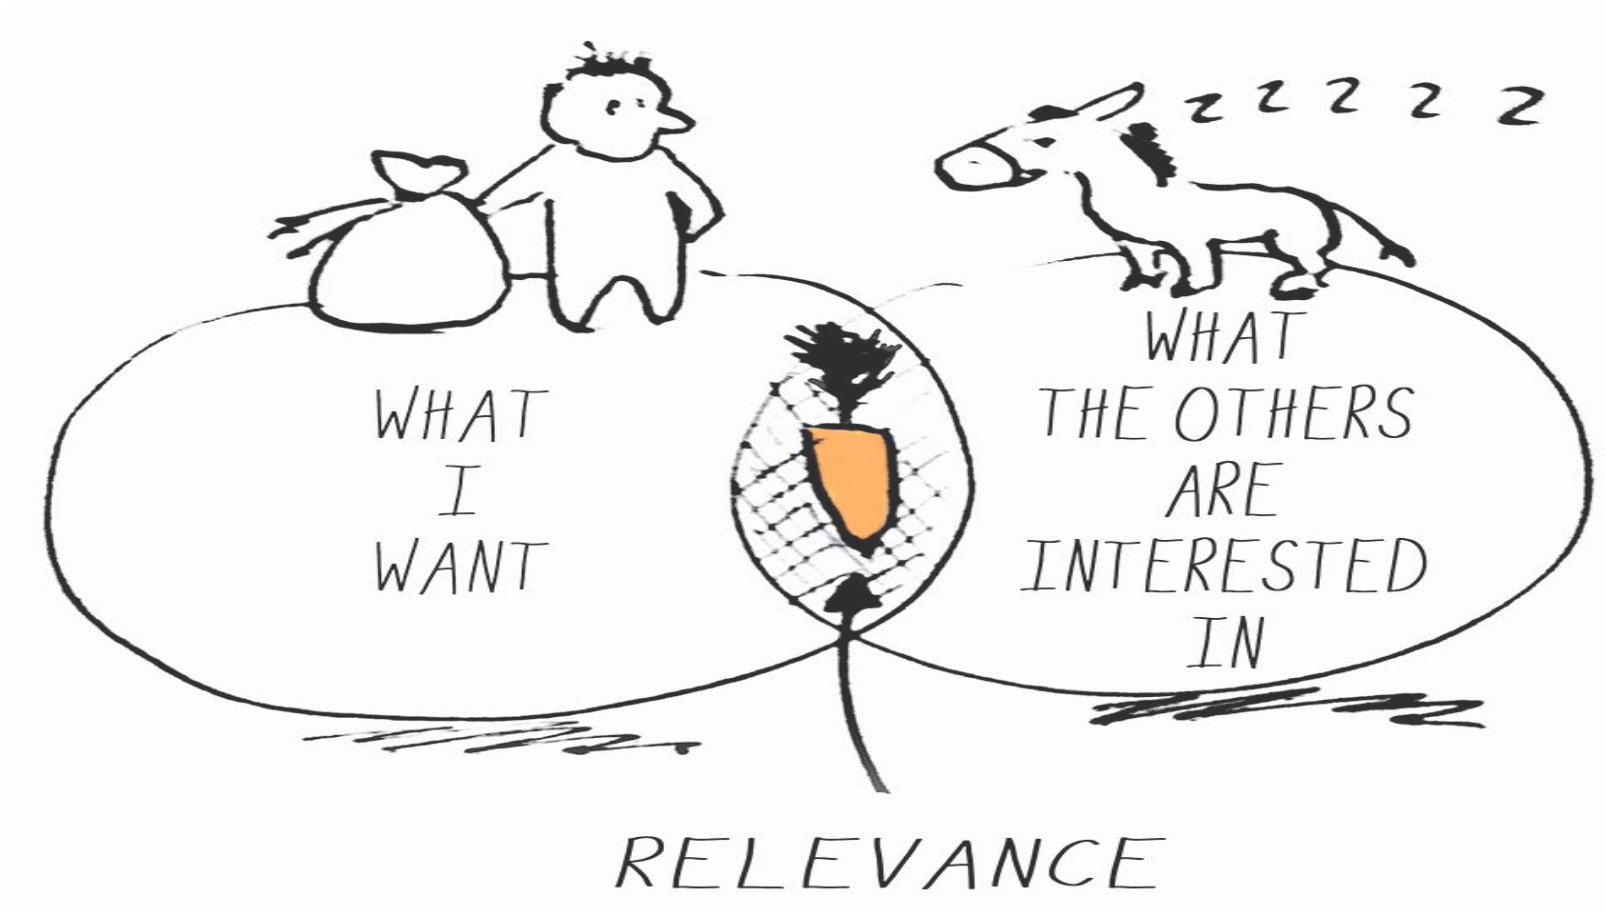 z z z z z
WHAT
I
WANT
WHAT
THE OTHERS
ARE
INTERESTED
IN
RELEVANCE